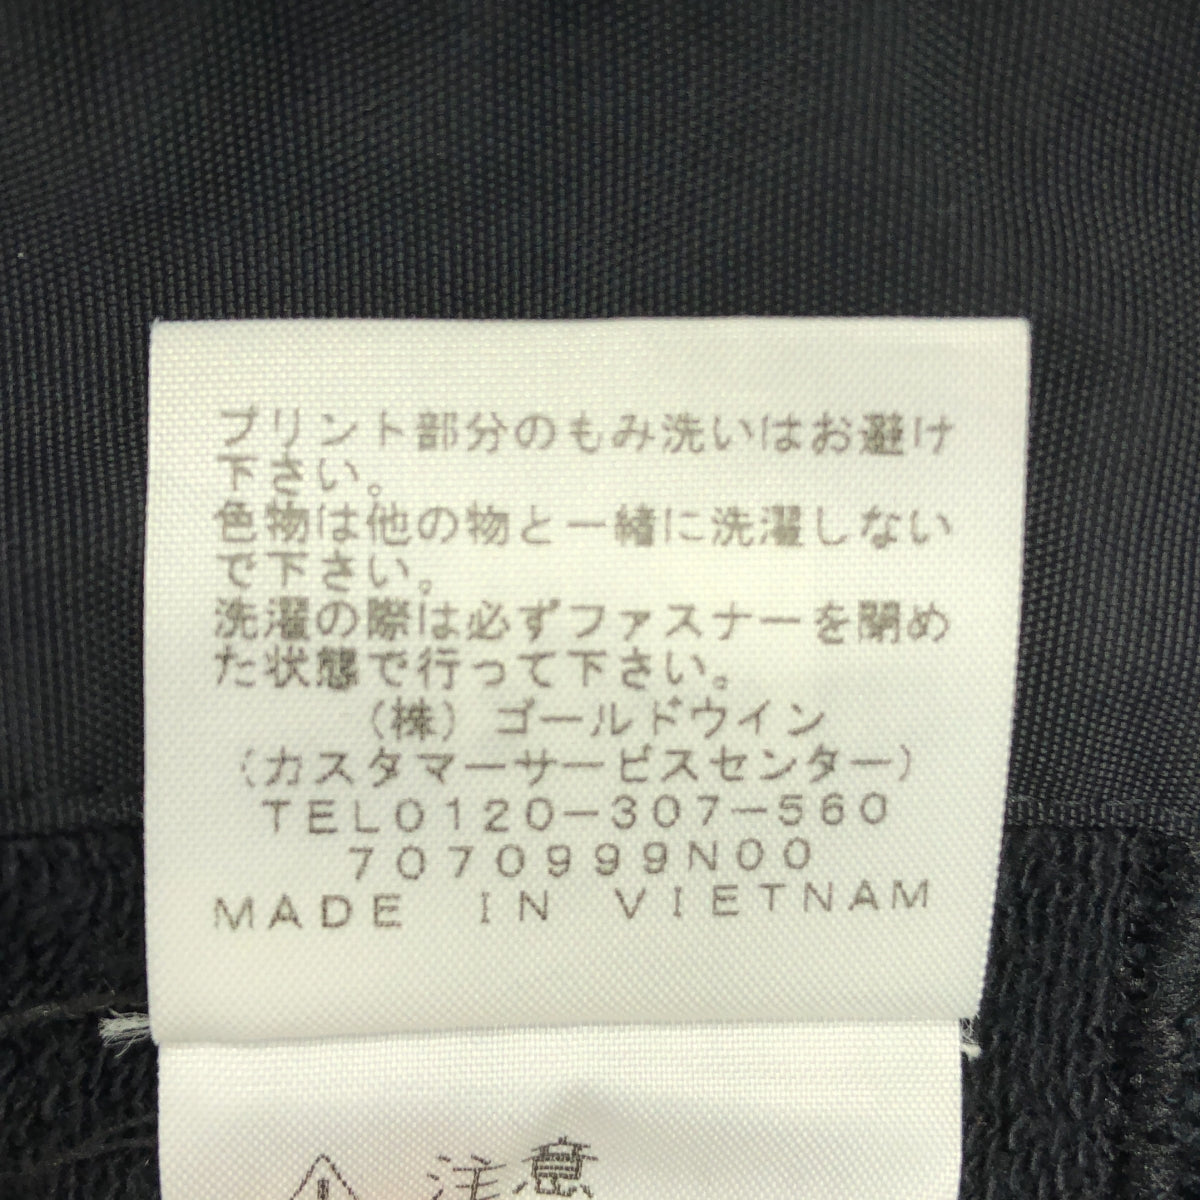 プリント部分のもみ洗いはお避け
下さい。
色物は他の物と一緒に洗濯しない
で下さい。
洗濯の際は必ずファスナーを閉め
た状態で行って下さい。
(株)ゴールドウイン
(カスタマーサービスセンター)
TEL0120-307-560
7070999N00
MADE IN VIETNAM
注意